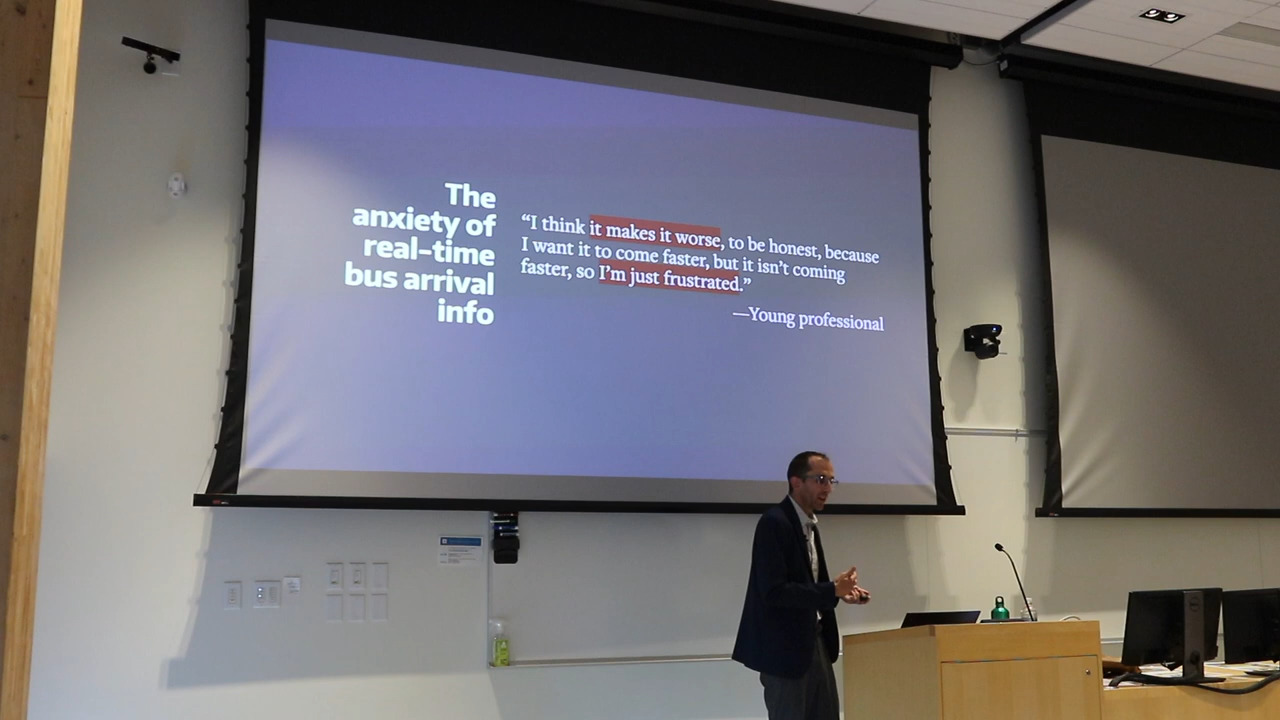 The
anxiety of
real-time
bus arrival
info
“I think it makes it worse, to be honest, because
I want it to come faster, but it isn’t coming
faster, so I’m just frustrated.”
—Young professional